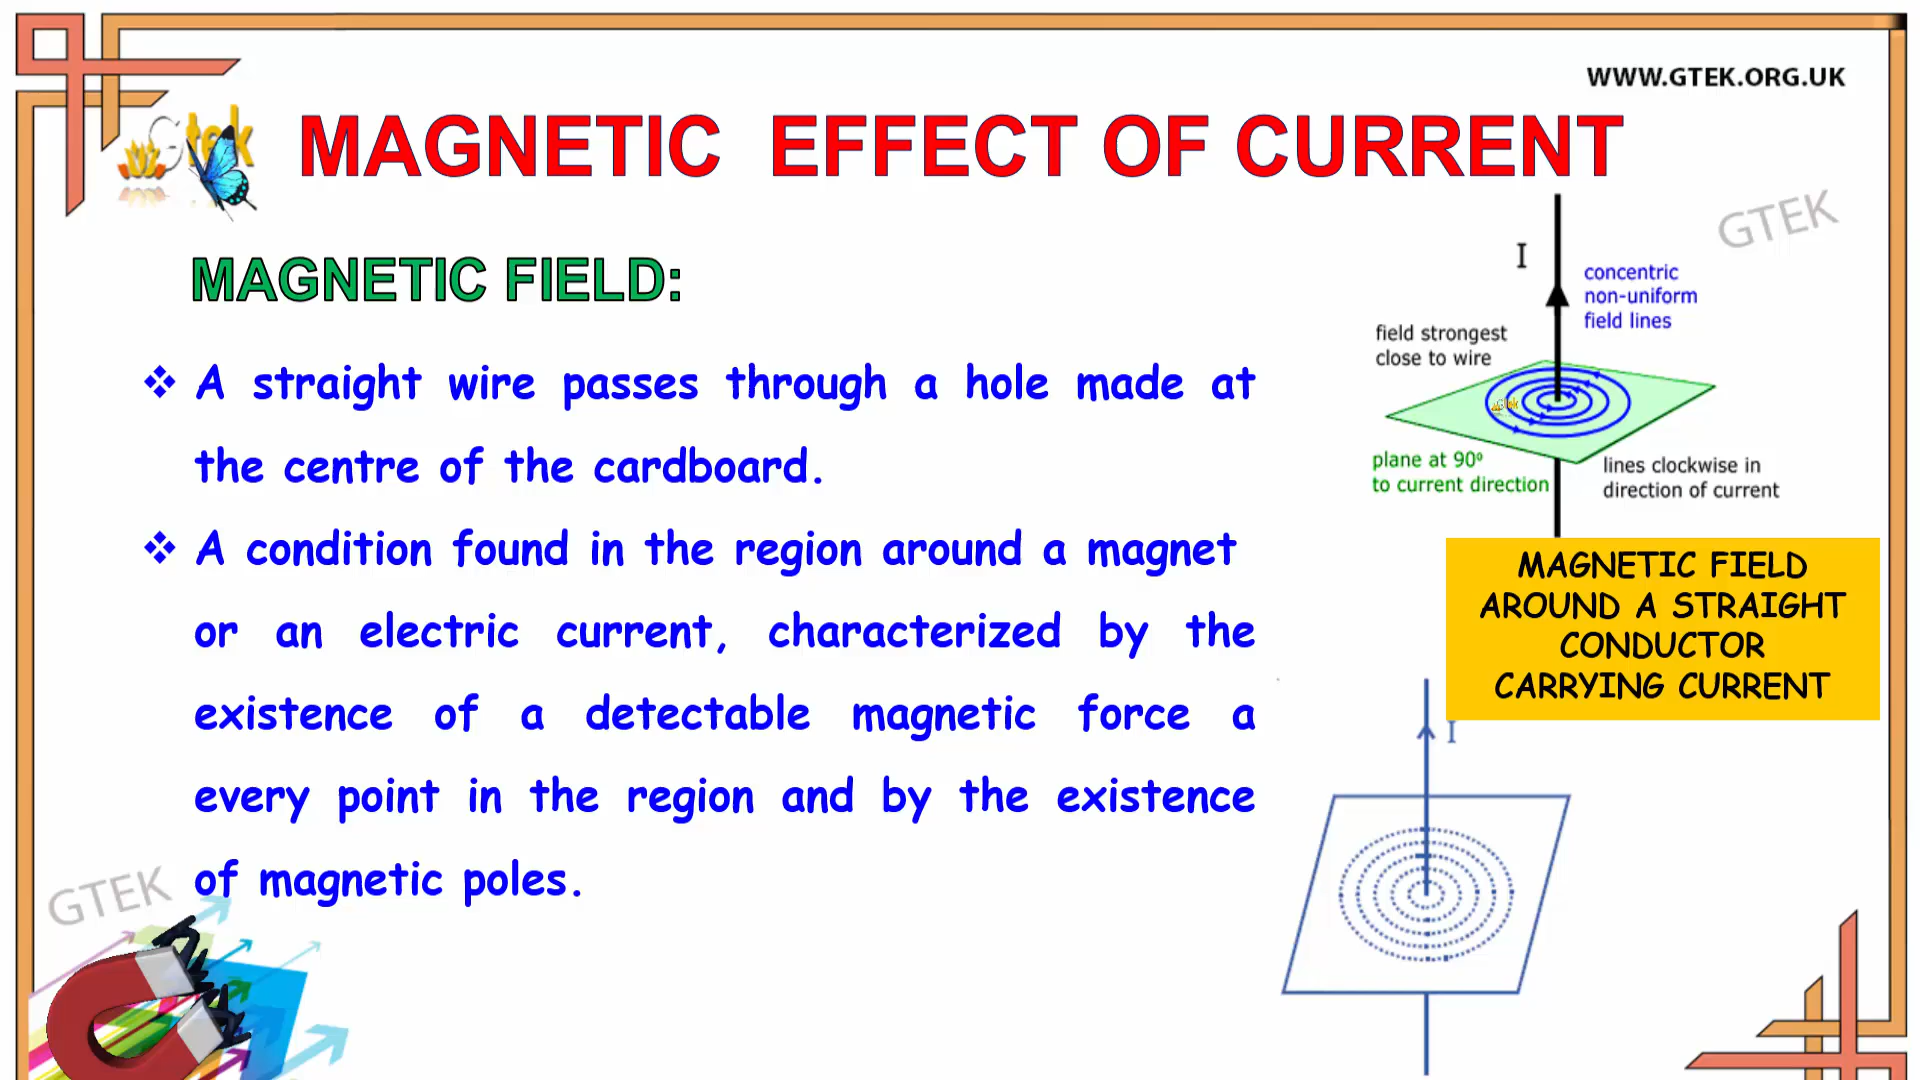 WWW.GTEK.ORG.UK
Gtek
MAGNETIC EFFECT OF CURRENT
GTEK
MAGNETIC FIELD:
I
concentric
non-uniform
field lines
field strongest
close to wire
plane at 90º
to current direction
lines clockwise in
direction of current
❖ A straight wire passes through a hole made at
the centre of the cardboard.
❖ A condition found in the region around a magnet
or an electric current, characterized by the
existence of a detectable magnetic force a
every point in the region and by the existence
of magnetic poles.
MAGNETIC FIELD
AROUND A STRAIGHT
CONDUCTOR
CARRYING CURRENT
I
GTEK